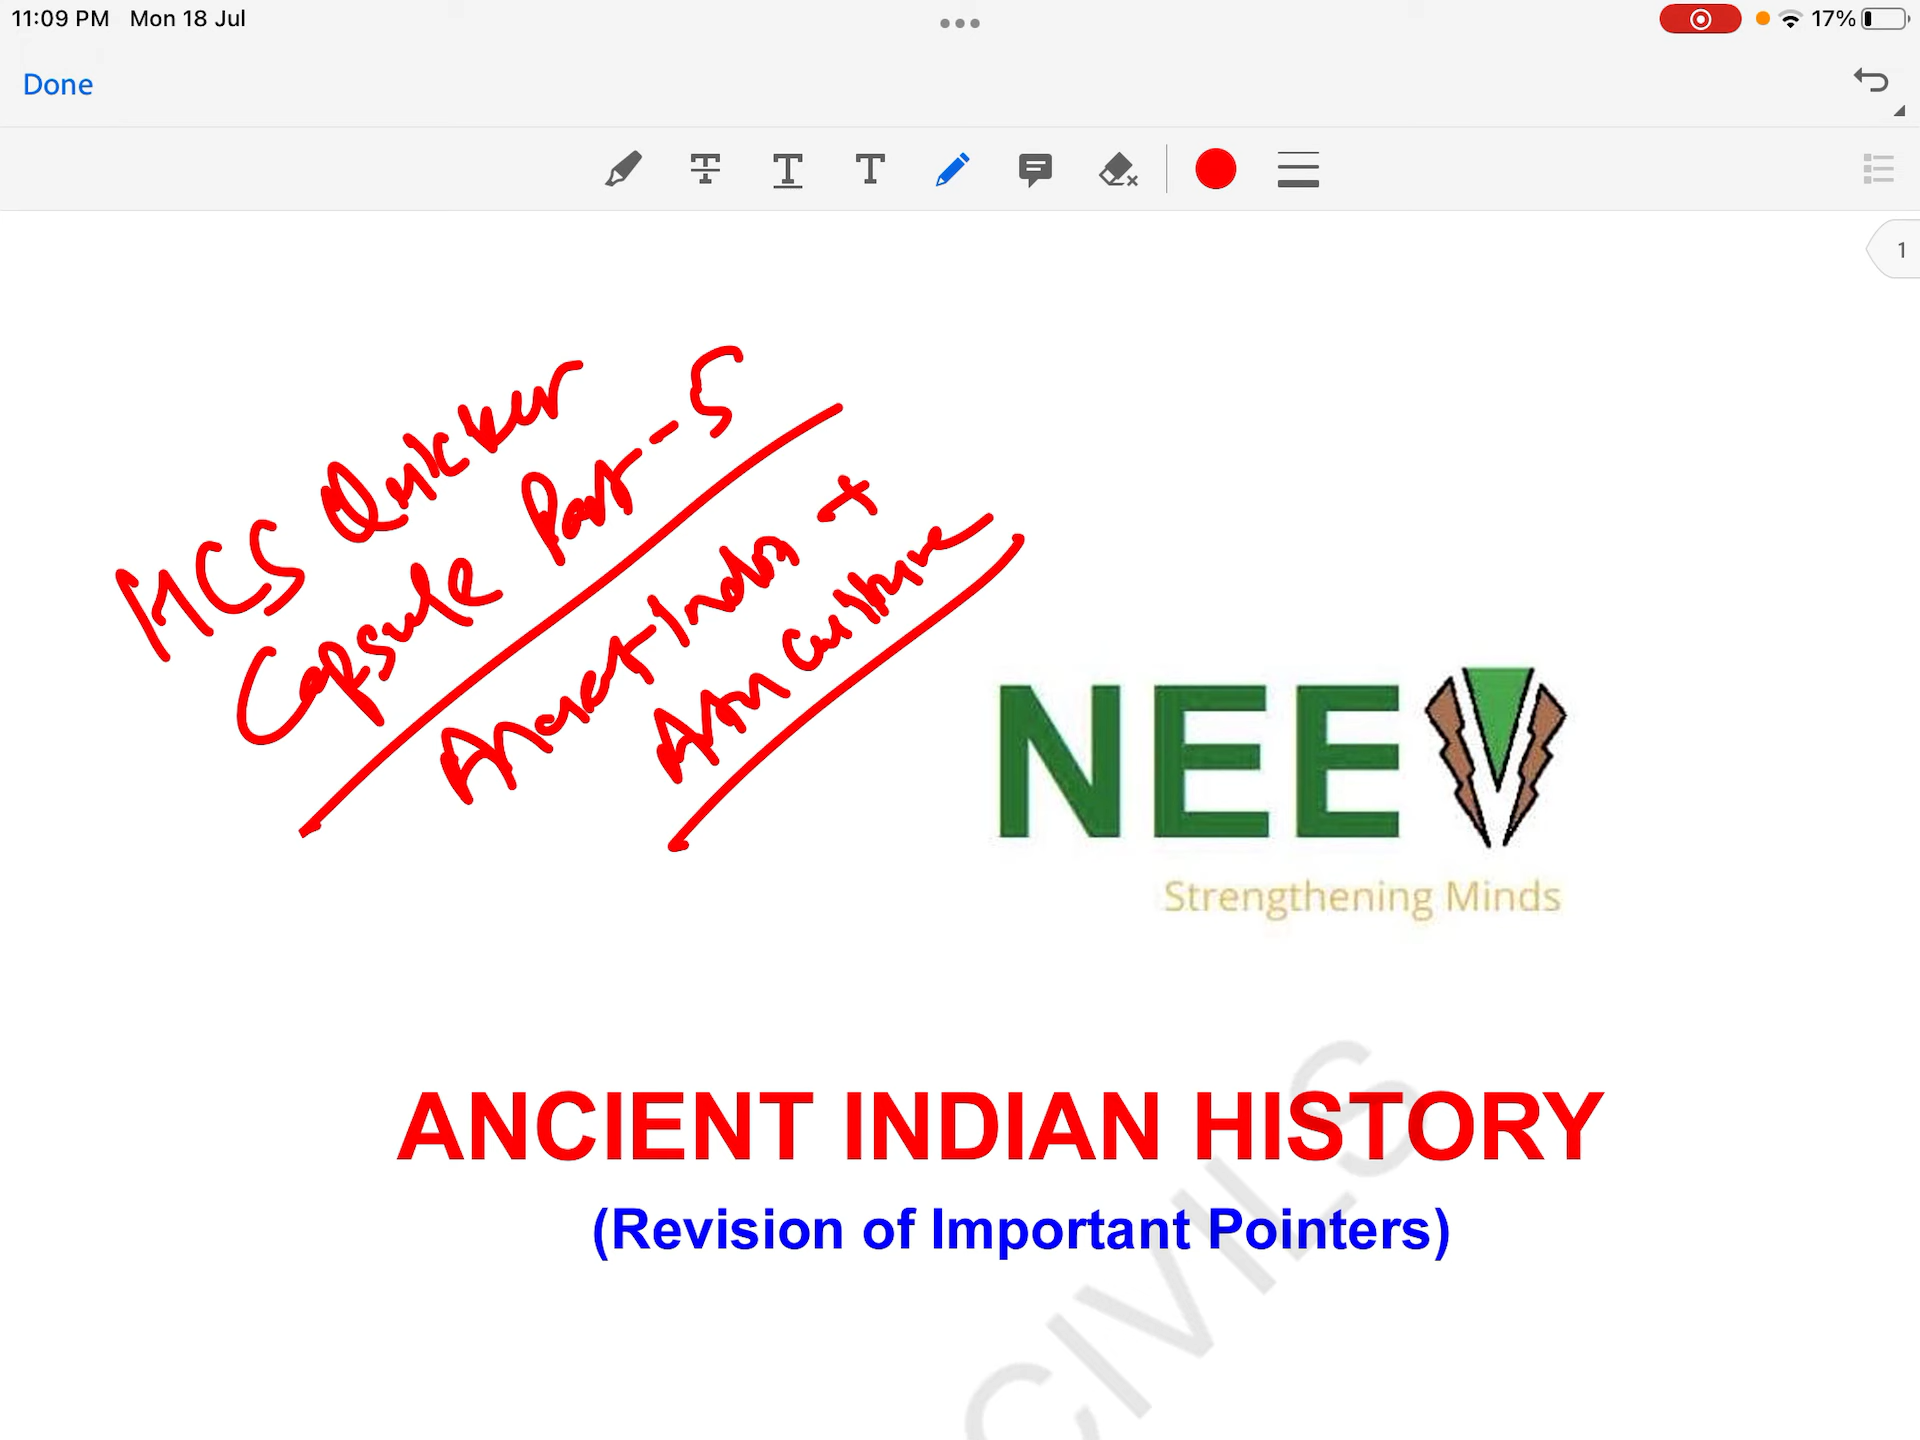 11:09 PM Mon 18 Jul
17%
Done
1
HCS Quicker
Capsule Part-5
Ancient India +
Art n Culture
NEEV
Strengthening Minds
ANCIENT INDIAN HISTORY
(Revision of Important Pointers)
CIVILS